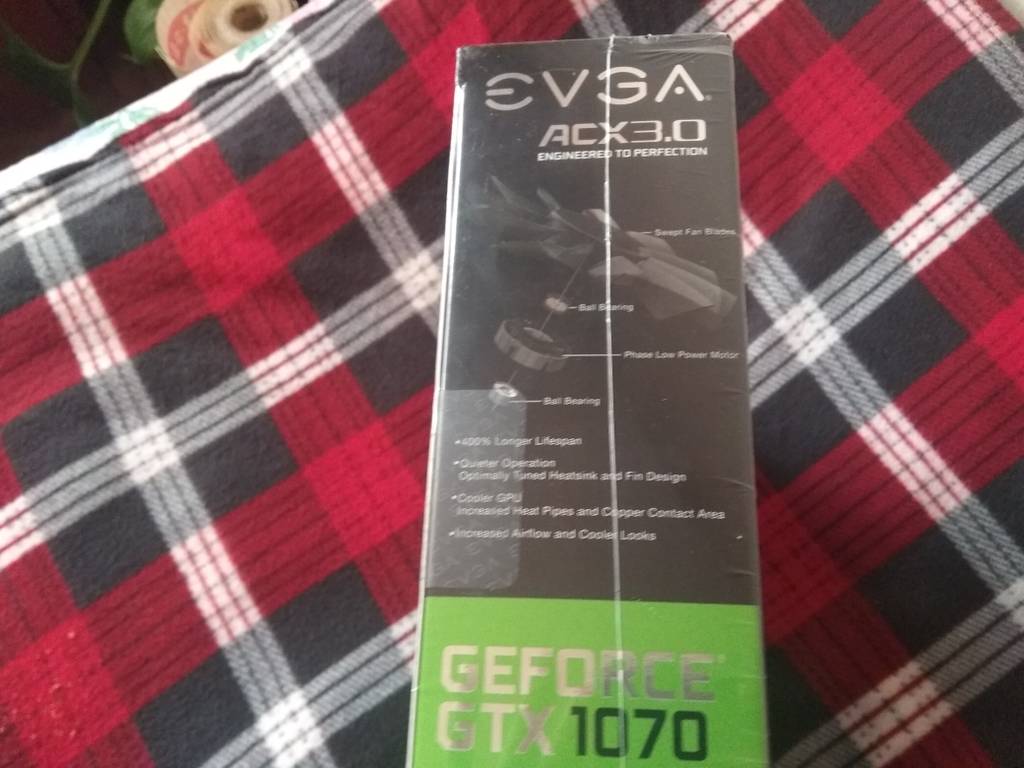 EVGA
ACX3.0
ENGINEERED TO PERFECTION
Swept Fan Blades
Ball Bearing
Phase Low Power Motor
Ball Bearing
•400% Longer Lifespan
•Quieter Operation
Optimally Tuned Heatsink and Fin Design
•Cooler GPU
Increased Heat Pipes and Copper Contact Area
•Increased Airflow and Cooler Looks
GEFORCE®
GTX 1070